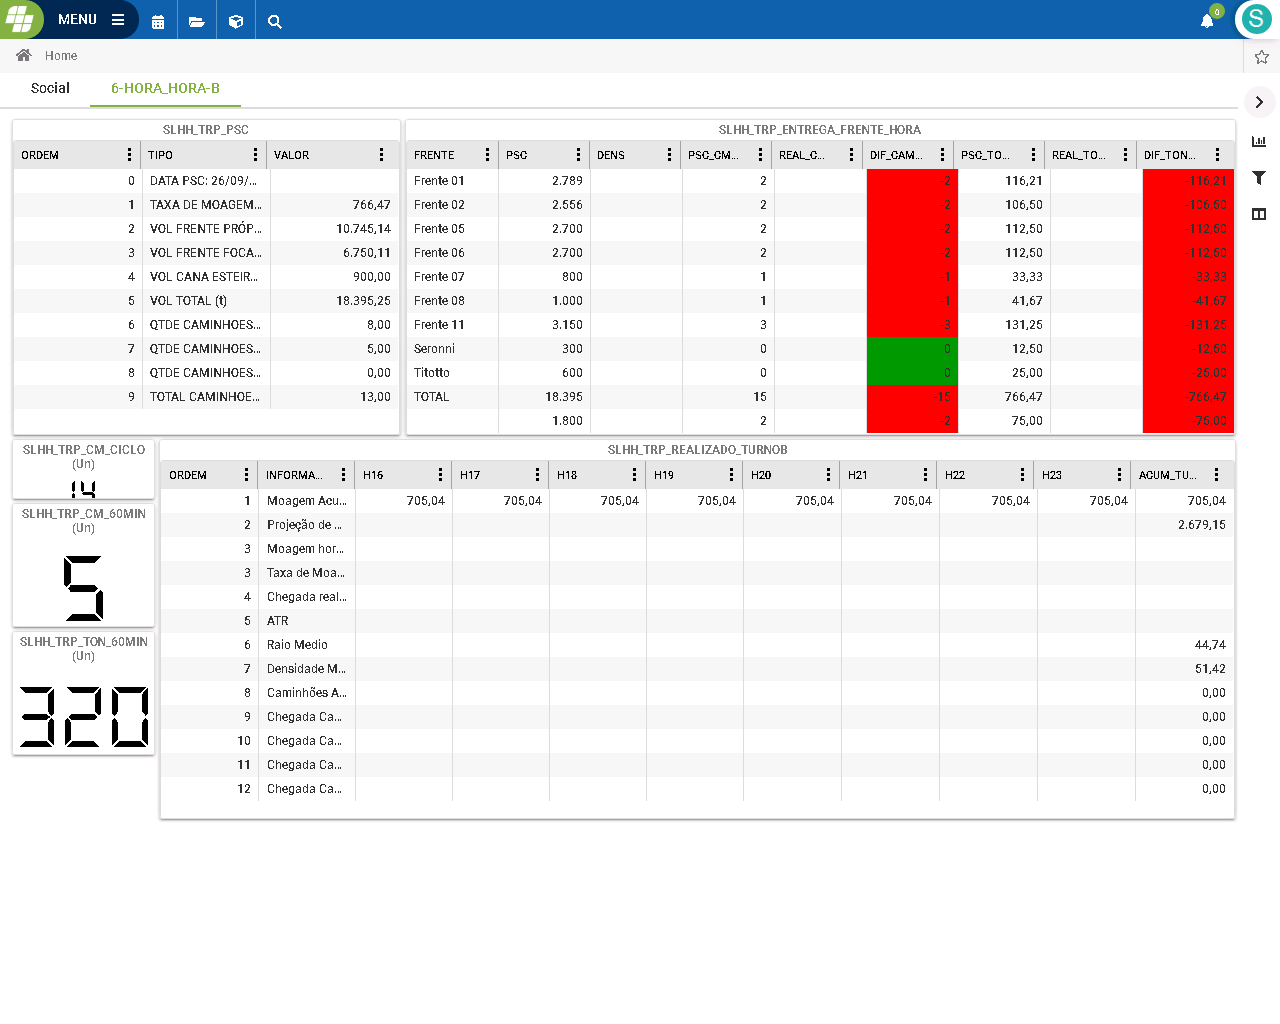 MENU
0
S
Home
Social 6-HORA_HORA-B
SLHH_TRP_PSC
ORDEM TIPO VALOR
0 DATA PSC: 26/09/...
1 TAXA DE MOAGEM... 766,47
2 VOL FRENTE PRÓP... 10.745,14
3 VOL FRENTE FOCA... 6.750,11
4 VOL CANA ESTEIR... 900,00
5 VOL TOTAL (t) 18.395,25
6 QTDE CAMINHOES... 8,00
7 QTDE CAMINHOES... 5,00
8 QTDE CAMINHOES... 0,00
9 TOTAL CAMINHOE... 13,00
SLHH_TRP_ENTREGA_FRENTE_HORA
FRENTE PSC DENS PSC_CM... REAL_C... DIF_CAM... PSC_TO... REAL_TO... DIF_TON...
Frente 01 2.789 2 -2 116,21 -116,21
Frente 02 2.556 2 -2 106,50 -106,50
Frente 05 2.700 2 -2 112,50 -112,50
Frente 06 2.700 2 -2 112,50 -112,50
Frente 07 800 1 -1 33,33 -33,33
Frente 08 1.000 1 -1 41,67 -41,67
Frente 11 3.150 3 -3 131,25 -131,25
Seronni 300 0 0 12,50 -12,50
Titotto 600 0 0 25,00 -25,00
TOTAL 18.395 15 -15 766,47 -766,47
1.800 2 -2 75,00 -75,00
SLHH_TRP_CM_CICLO
(Un)
14
SLHH_TRP_CM_60MIN
(Un)
5
SLHH_TRP_TON_60MIN
(Un)
320
SLHH_TRP_REALIZADO_TURNOB
ORDEM INFORMA... H16 H17 H18 H19 H20 H21 H22 H23 ACUM_TU...
1 Moagem Acu... 705,04 705,04 705,04 705,04 705,04 705,04 705,04 705,04 705,04
2 Projeção de ... 2.679,15
3 Moagem hor...
3 Taxa de Moa...
4 Chegada real...
5 ATR
6 Raio Medio 44,74
7 Densidade M... 51,42
8 Caminhões A... 0,00
9 Chegada Ca... 0,00
10 Chegada Ca... 0,00
11 Chegada Ca... 0,00
12 Chegada Ca... 0,00